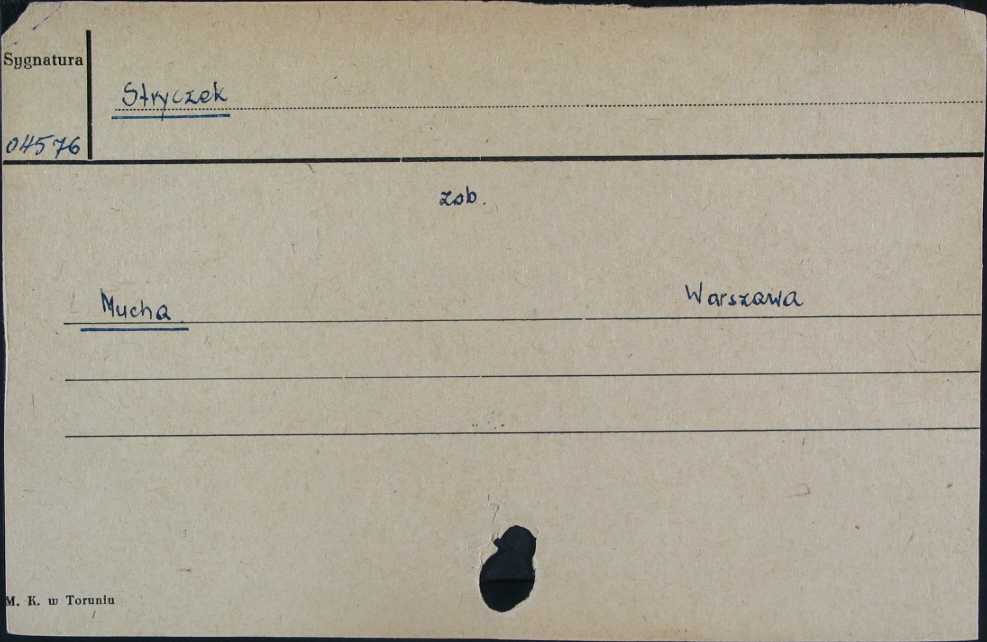 Sygnatura
Stryczek
04576
zob.
Mucha Warszawa
M. K. w Toruniu